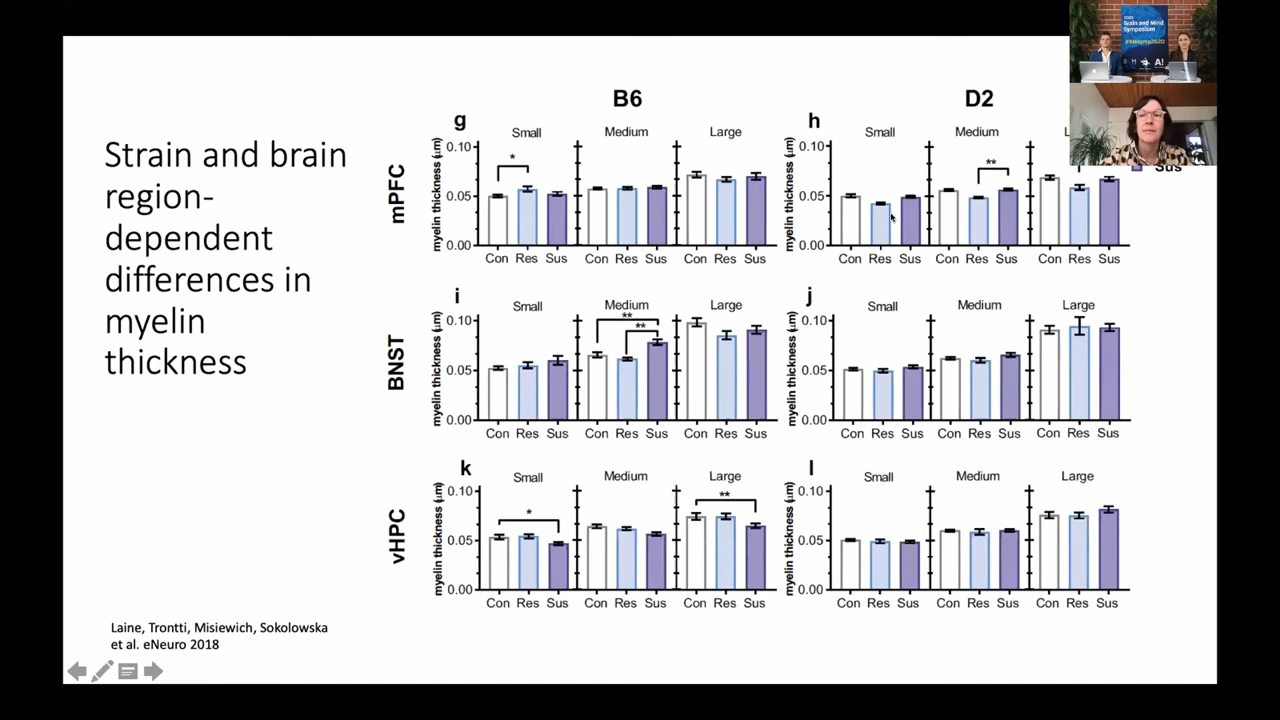 Brain and Mind
Symposium
#BMsymp2020
B M A!
Strain and brain
region-
dependent
differences in
myelin
thickness
B6
D2
g
Small
Medium
Large
h
Small
Medium
L
Sus
mPFC
myelin thickness (μm)
0.10
0.05
0.00
*
Con Res Sus Con Res Sus Con Res Sus
myelin thickness (μm)
0.10
0.05
0.00
**
Con Res Sus Con Res Sus Con Res Sus
i
Small
Medium
Large
j
Small
Medium
Large
BNST
myelin thickness (μm)
0.10
0.05
0.00
**
**
Con Res Sus Con Res Sus Con Res Sus
myelin thickness (μm)
0.10
0.05
0.00
Con Res Sus Con Res Sus Con Res Sus
k
Small
Medium
Large
l
Small
Medium
Large
vHPC
myelin thickness (μm)
0.10
0.05
0.00
*
**
Con Res Sus Con Res Sus Con Res Sus
myelin thickness (μm)
0.10
0.05
0.00
Con Res Sus Con Res Sus Con Res Sus
Laine, Trontti, Misiewich, Sokolowska
et al. eNeuro 2018